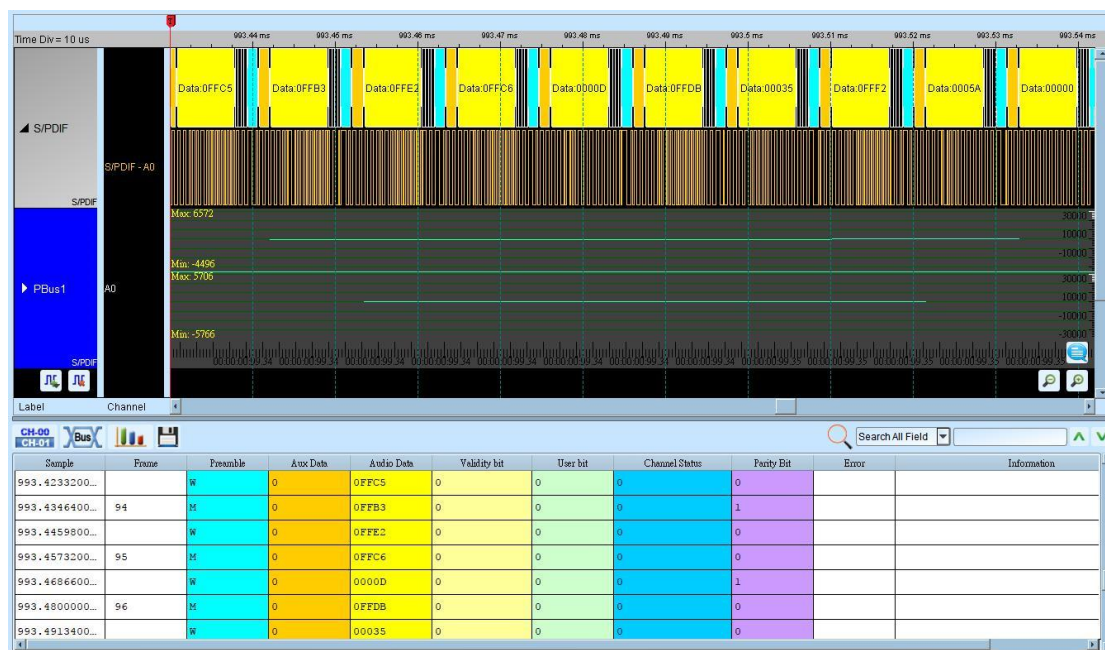 T
Time Div = 10 us 993.44 ms 993.45 ms 993.46 ms 993.47 ms 993.48 ms 993.49 ms 993.5 ms 993.51 ms 993.52 ms 993.53 ms 993.54 ms
Data:0FFC5 Data:0FFB3 Data:0FFE2 Data:0FFC6 Data:0000D Data:0FFDB Data:00035 Data:0FFF2 Data:0005A Data:00000
S/PDIF
S/PDIF - A0
S/PDIF
Max: 6572 30000
10000
-10000
Min: -4496
Max: 5706 30000
PBus1 A0
10000
-10000
Min: -5766 -30000
S/PDIF
Label Channel
CH-00
CH-01 Bus Search All Field
Sample Frame Preamble Aux Data Audio Data Validity bit User bit Channel Status Parity Bit Error Information
993.4233200... W 0 0FFC5 0 0 0 0
993.4346400... 94 M 0 0FFB3 0 0 0 1
993.4459800... W 0 0FFE2 0 0 0 0
993.4573200... 95 M 0 0FFC6 0 0 0 0
993.4686600... W 0 0000D 0 0 0 1
993.4800000... 96 M 0 0FFDB 0 0 0 0
993.4913400... W 0 00035 0 0 0 0